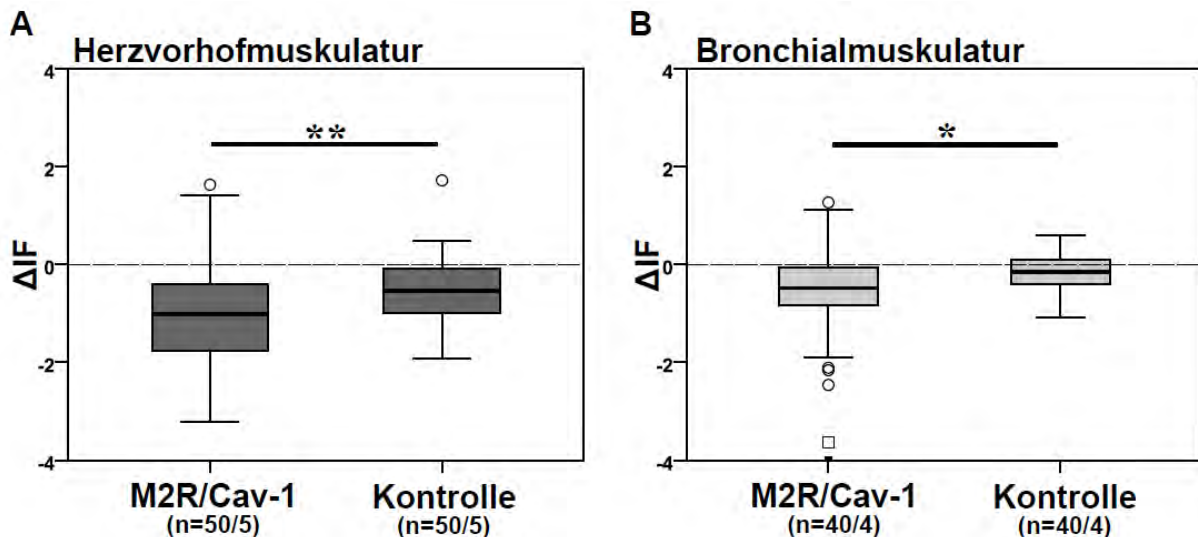 A
Herzvorhofmuskulatur
4
2
0
-2
-4
ΔIF
**
M2R/Cav-1
(n=50/5)
Kontrolle
(n=50/5)
B
Bronchialmuskulatur
4
2
0
-2
-4
ΔIF
*
M2R/Cav-1
(n=40/4)
Kontrolle
(n=40/4)